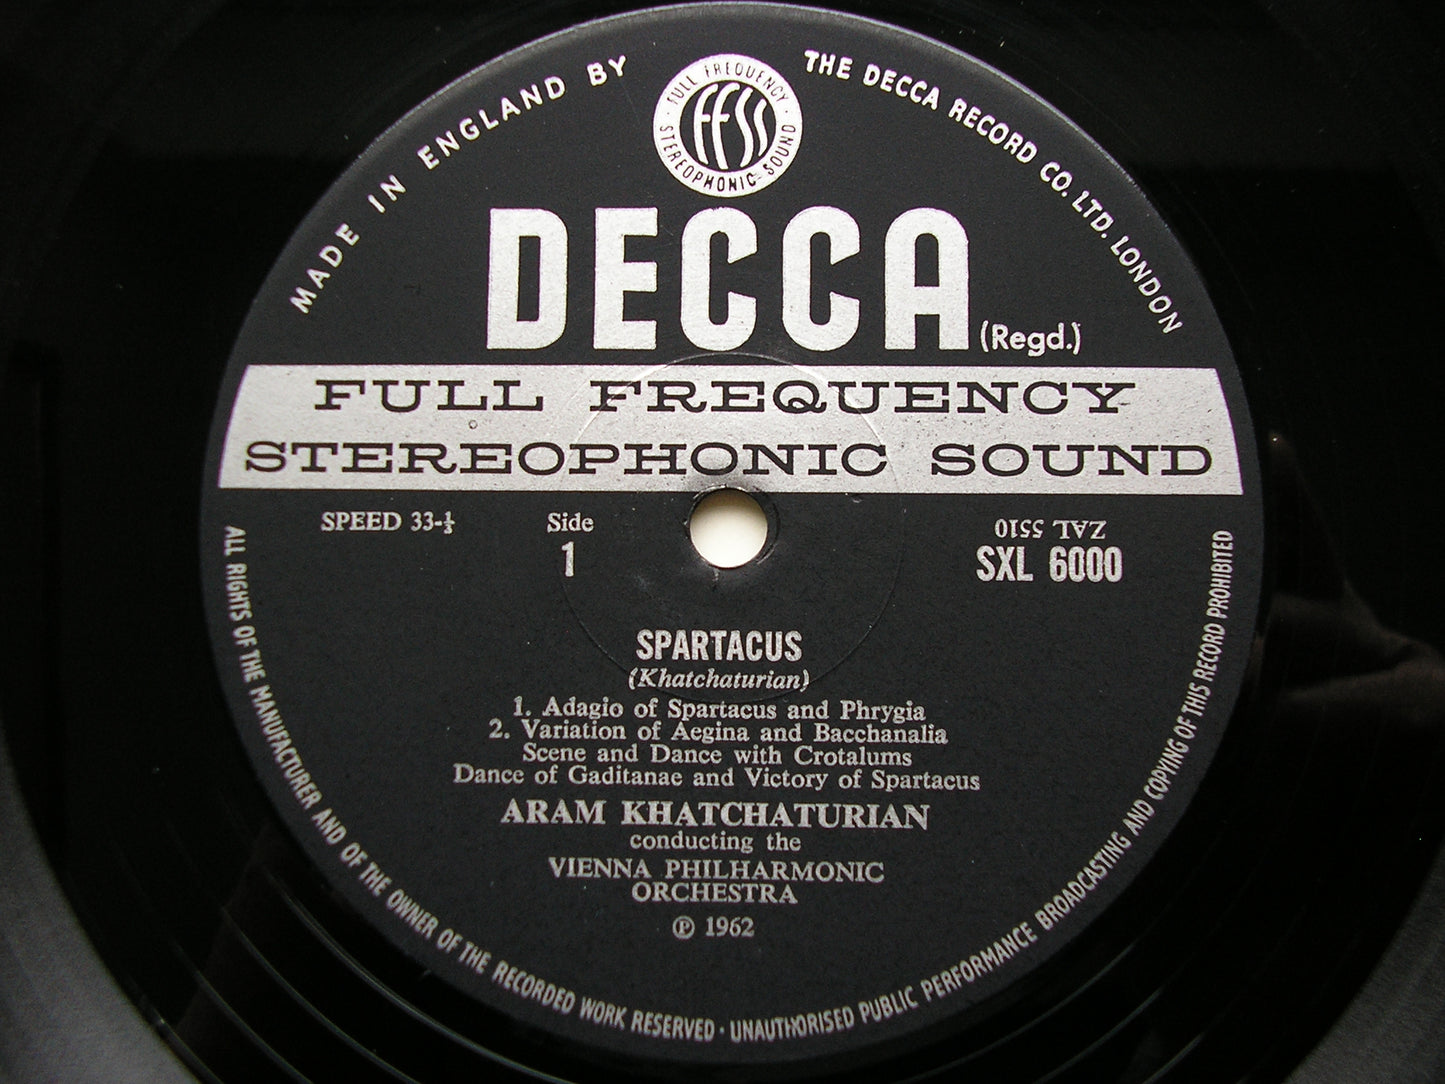 MADE IN ENGLAND BY
THE DECCA RECORD CO. LTD. LONDON
FULL FREQUENCY
FFSS
STEREOPHONIC SOUND
DECCA (Regd.)
FULL FREQUENCY
STEREOPHONIC SOUND
SPEED 33-⅓
Side
1
ZAL 5510
SXL 6000
SPARTACUS
(Khatchaturian)
1. Adagio of Spartacus and Phrygia
2. Variation of Aegina and Bacchanalia
Scene and Dance with Crotalums
Dance of Gaditanae and Victory of Spartacus
ARAM KHATCHATURIAN
conducting the
VIENNA PHILHARMONIC
ORCHESTRA
℗ 1962
ALL RIGHTS OF THE MANUFACTURER AND OF THE OWNER OF THE RECORDED WORK RESERVED · UNAUTHORISED PUBLIC PERFORMANCE BROADCASTING AND COPYING OF THIS RECORD PROHIBITED